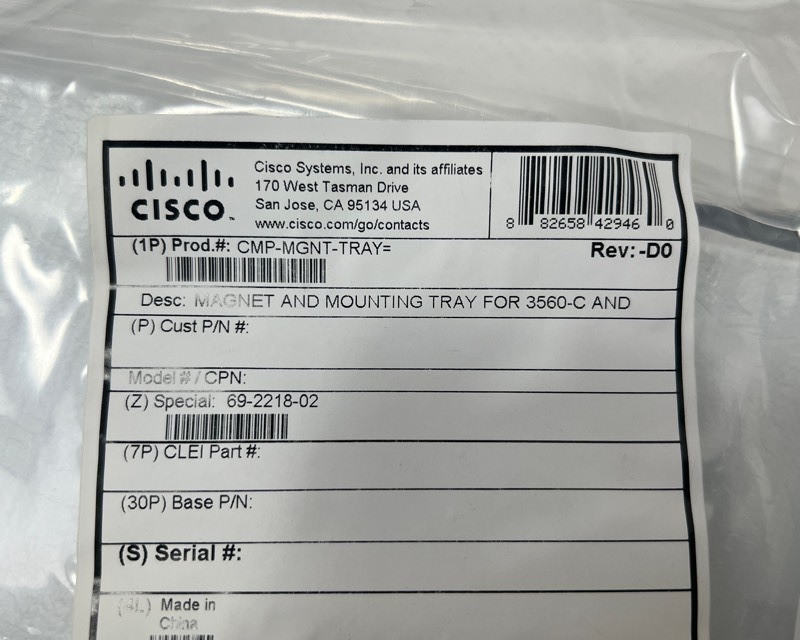 Cisco Systems, Inc. and its affiliates
170 West Tasman Drive
San Jose, CA 95134 USA
www.cisco.com/go/contacts
CISCO™
8 82658 42946 0
(1P) Prod.#: CMP-MGNT-TRAY=
Rev:-D0
Desc: MAGNET AND MOUNTING TRAY FOR 3560-C AND
(P) Cust P/N #:
Model # / CPN:
(Z) Special: 69-2218-02
(7P) CLEI Part #:
(30P) Base P/N:
(S) Serial #:
(4L) Made in
China